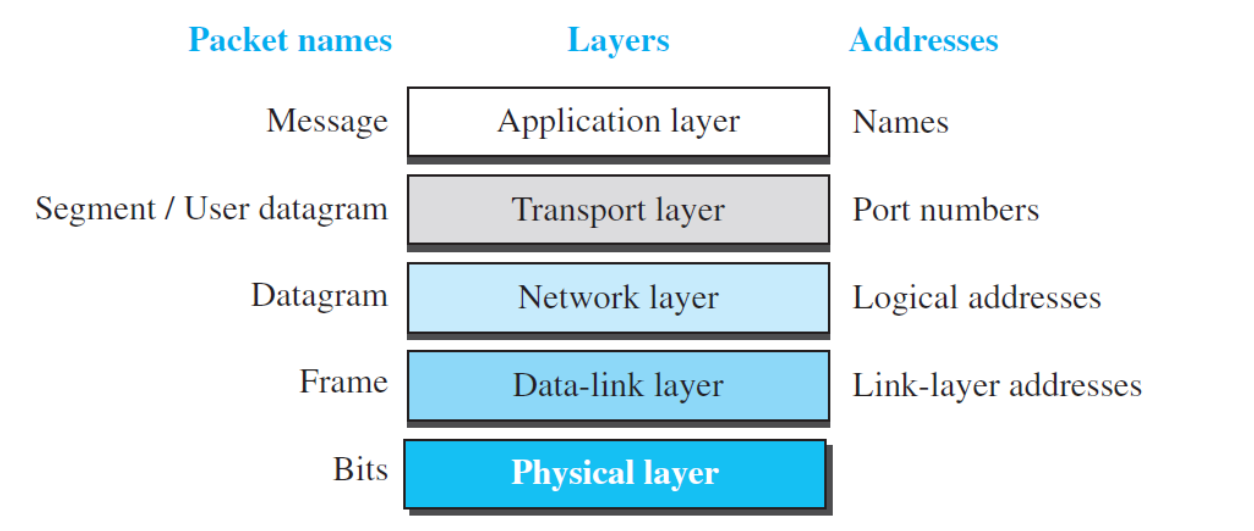 Packet names Layers Addresses
Message Application layer Names
Segment / User datagram Transport layer Port numbers
Datagram Network layer Logical addresses
Frame Data-link layer Link-layer addresses
Bits Physical layer